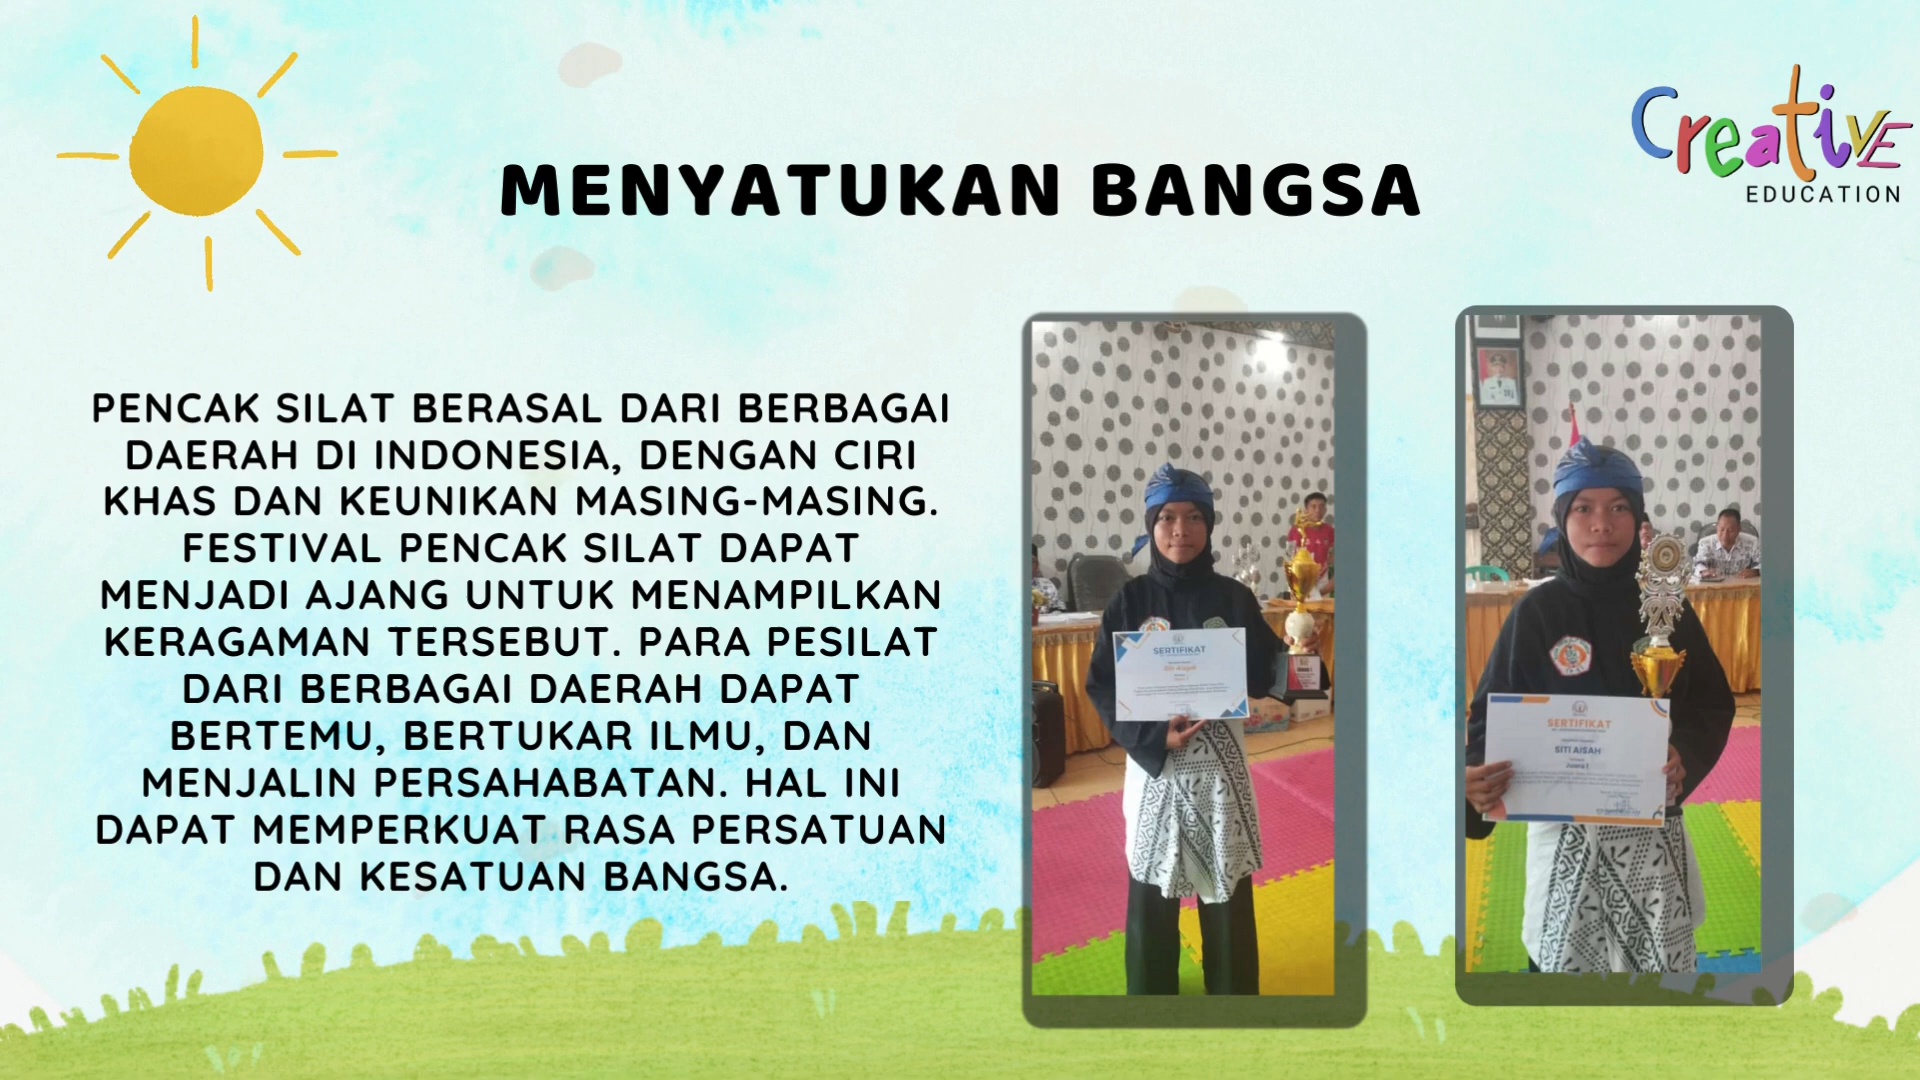 Creative
EDUCATION
MENYATUKAN BANGSA
PENCAK SILAT BERASAL DARI BERBAGAI
DAERAH DI INDONESIA, DENGAN CIRI
KHAS DAN KEUNIKAN MASING-MASING.
FESTIVAL PENCAK SILAT DAPAT
MENJADI AJANG UNTUK MENAMPILKAN
KERAGAMAN TERSEBUT. PARA PESILAT
DARI BERBAGAI DAERAH DAPAT
BERTEMU, BERTUKAR ILMU, DAN
MENJALIN PERSAHABATAN. HAL INI
DAPAT MEMPERKUAT RASA PERSATUAN
DAN KESATUAN BANGSA.
SERTIFIKAT
SERTIFIKAT
SITI AISAH
Juara 1